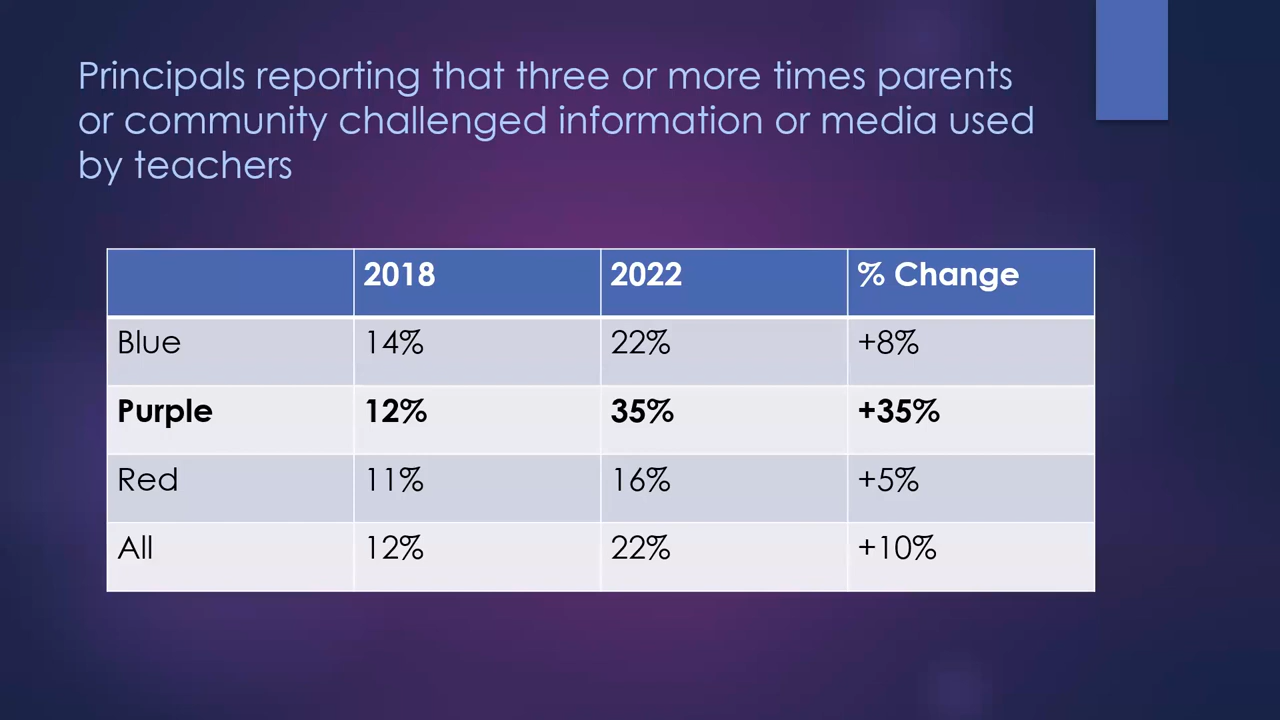 Principals reporting that three or more times parents
or community challenged information or media used
by teachers
2018 2022 % Change
Blue 14% 22% +8%
Purple 12% 35% +35%
Red 11% 16% +5%
All 12% 22% +10%